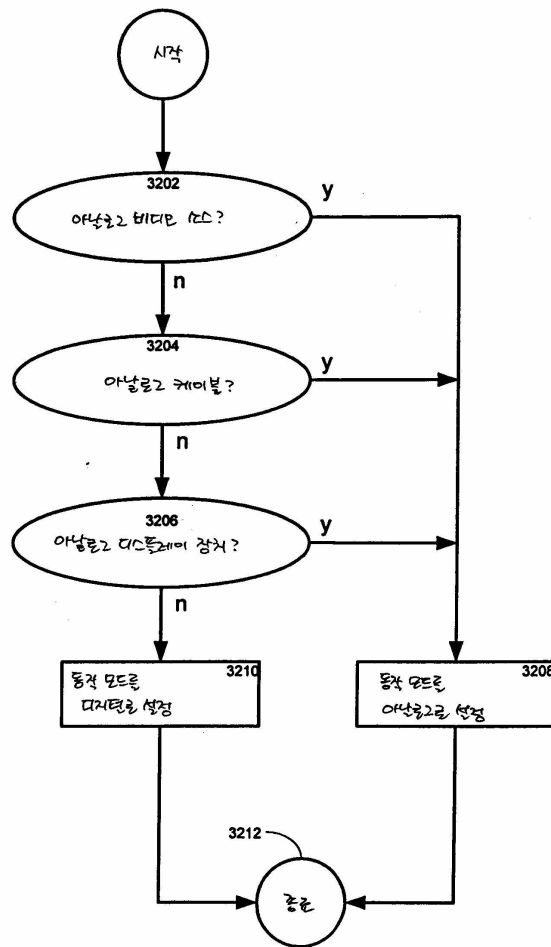 시작
3202
아날로그 비디오 소스?
y
n
3204
아날로그 케이블?
y
n
3206
아날로그 디스플레이 장치?
y
n
3210
동작 모드를
디지털로 설정
3208
동작 모드를
아날로그로 설정
3212
종료